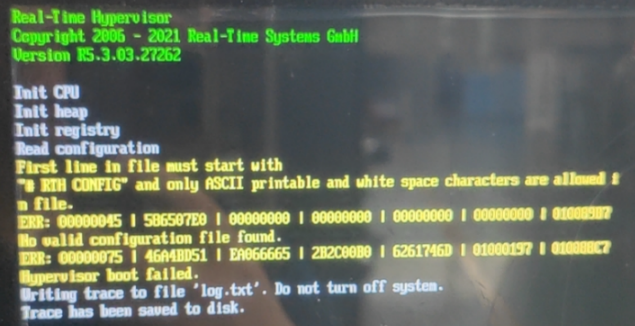 Real-Time Hypervisor
Copyright 2006 - 2021 Real-Time Systems GmbH
Version R5.3.03.27262
Init CPU
Init heap
Init registry
Read configuration
First line in file must start with
"# RTH CONFIG" and only ASCII printable and white space characters are allowed i
n file.
ERR: 00000045 | 5B6507E0 | 00000000 | 00000000 | 00000000 | 00000000 |
No valid configuration file found.
ERR: 00000075 | 46A4BD51 | EA066665 | 2B2C00B0 | 6261746D | 01000197 |
Hypervisor boot failed.
Writing trace to file 'log.txt'. Do not turn off system.
Trace has been saved to disk.